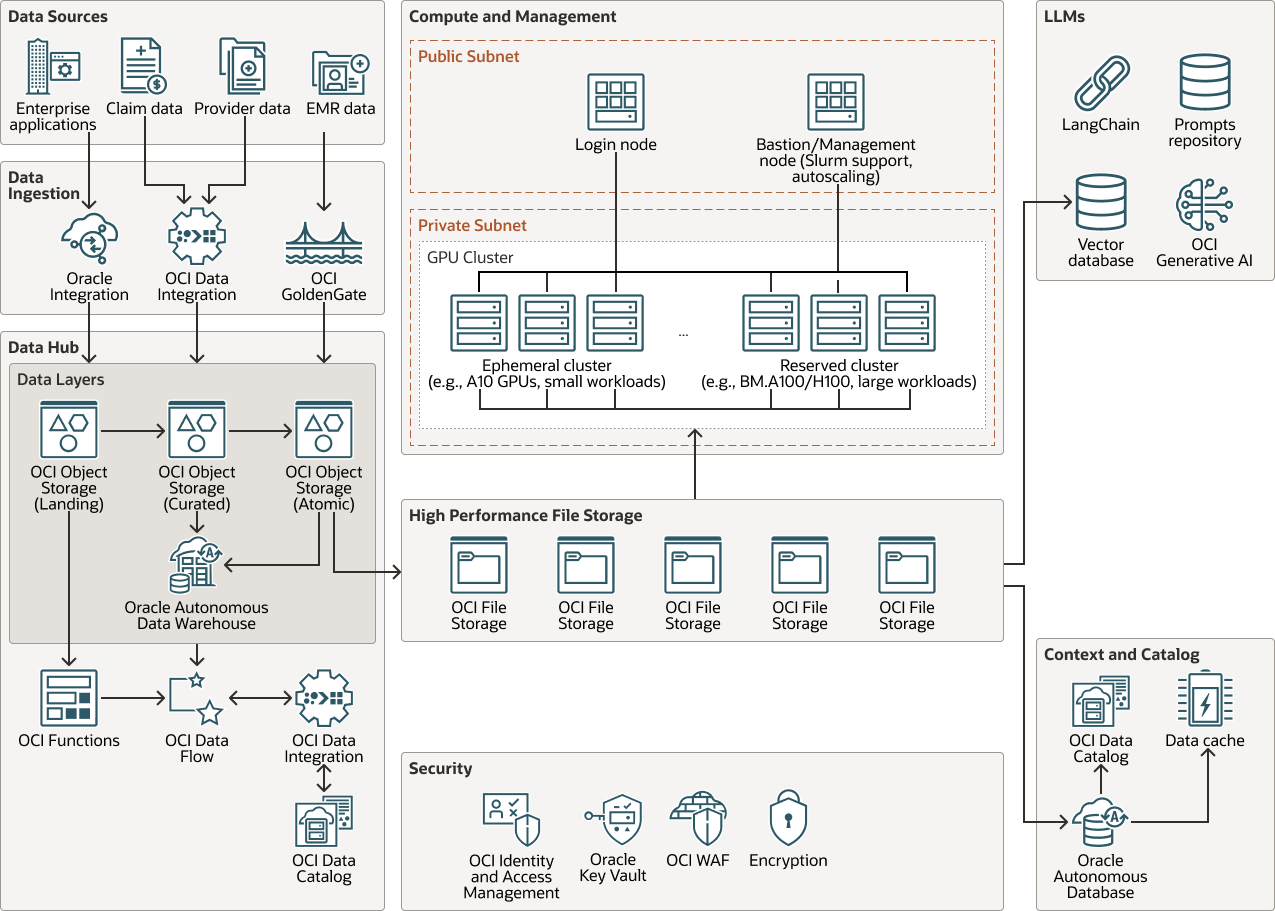 Data Sources
Enterprise
applications
Claim data
Provider data
EMR data
Data
Ingestion
Oracle
Integration
OCI Data
Integration
OCI
GoldenGate
Data Hub
Data Layers
OCI Object
Storage
(Landing)
OCI Object
Storage
(Curated)
OCI Object
Storage
(Atomic)
A
Oracle Autonomous
Data Warehouse
OCI Functions
OCI Data
Flow
OCI Data
Integration
OCI Data
Catalog
Compute and Management
Public Subnet
Login node
Bastion/Management
node (Slurm support,
autoscaling)
Private Subnet
GPU Cluster
...
Ephemeral cluster
(e.g., A10 GPUs, small workloads)
Reserved cluster
(e.g., BM.A100/H100, large workloads)
High Performance File Storage
OCI File
Storage
OCI File
Storage
OCI File
Storage
OCI File
Storage
OCI File
Storage
Security
OCI Identity
and Access
Management
Oracle
Key Vault
OCI WAF
Encryption
LLMs
LangChain
Prompts
repository
Vector
database
OCI
Generative AI
Context and Catalog
OCI Data
Catalog
Data cache
A
Oracle
Autonomous
Database